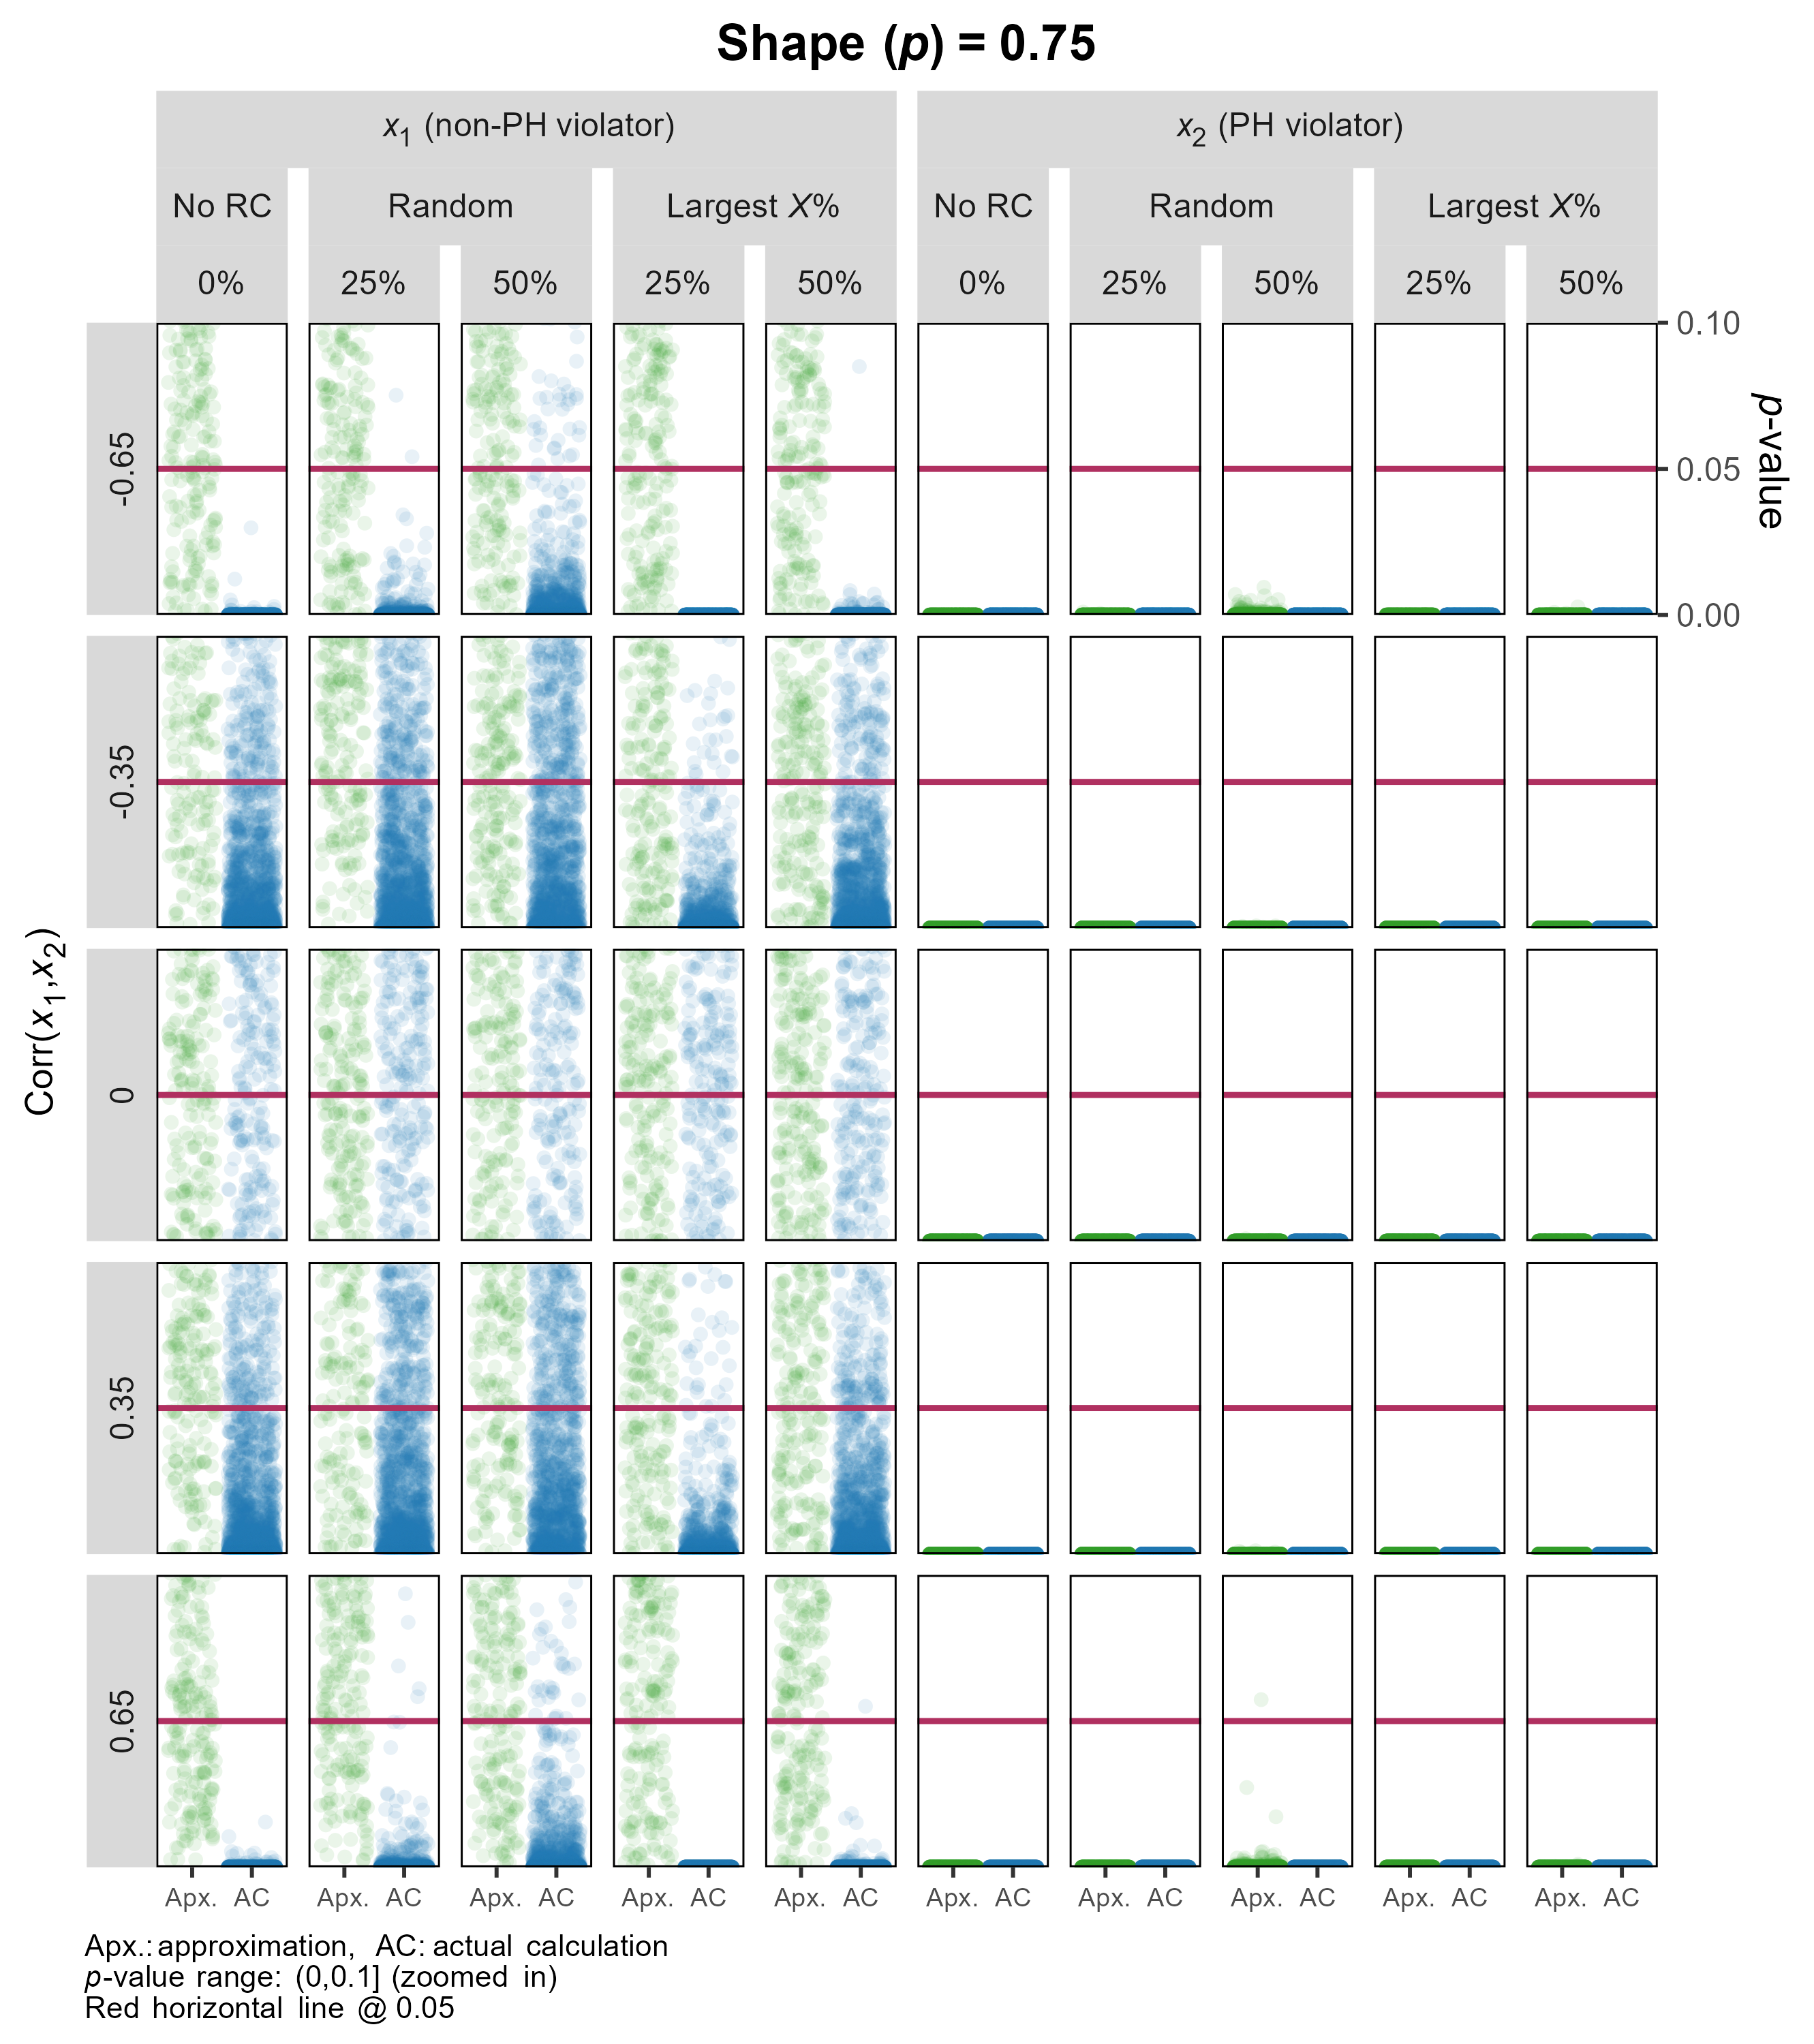 Shape (p) = 0.75
x1 (non-PH violator) x2 (PH violator)
No RC Random Largest X% No RC Random Largest X%
0% 25% 50% 25% 50% 0% 25% 50% 25% 50%
0.10
0.05
0.00
p-value
-0.65
-0.35
0
0.35
0.65
Corr(x1,x2)
Apx. AC Apx. AC Apx. AC Apx. AC Apx. AC Apx. AC Apx. AC Apx. AC Apx. AC Apx. AC
Apx.: approximation, AC: actual calculation
p-value range: (0,0.1] (zoomed in)
Red horizontal line @ 0.05